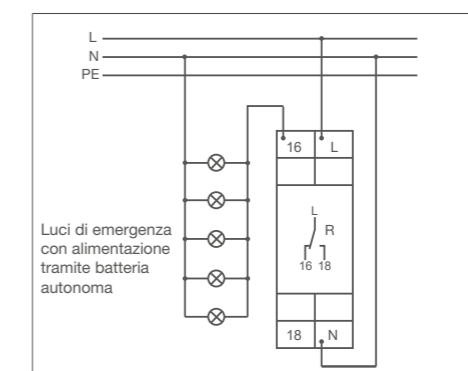 L
N
PE
16 L
L
R
16 18
Luci di emergenza
con alimentazione
tramite batteria
autonoma
18 N